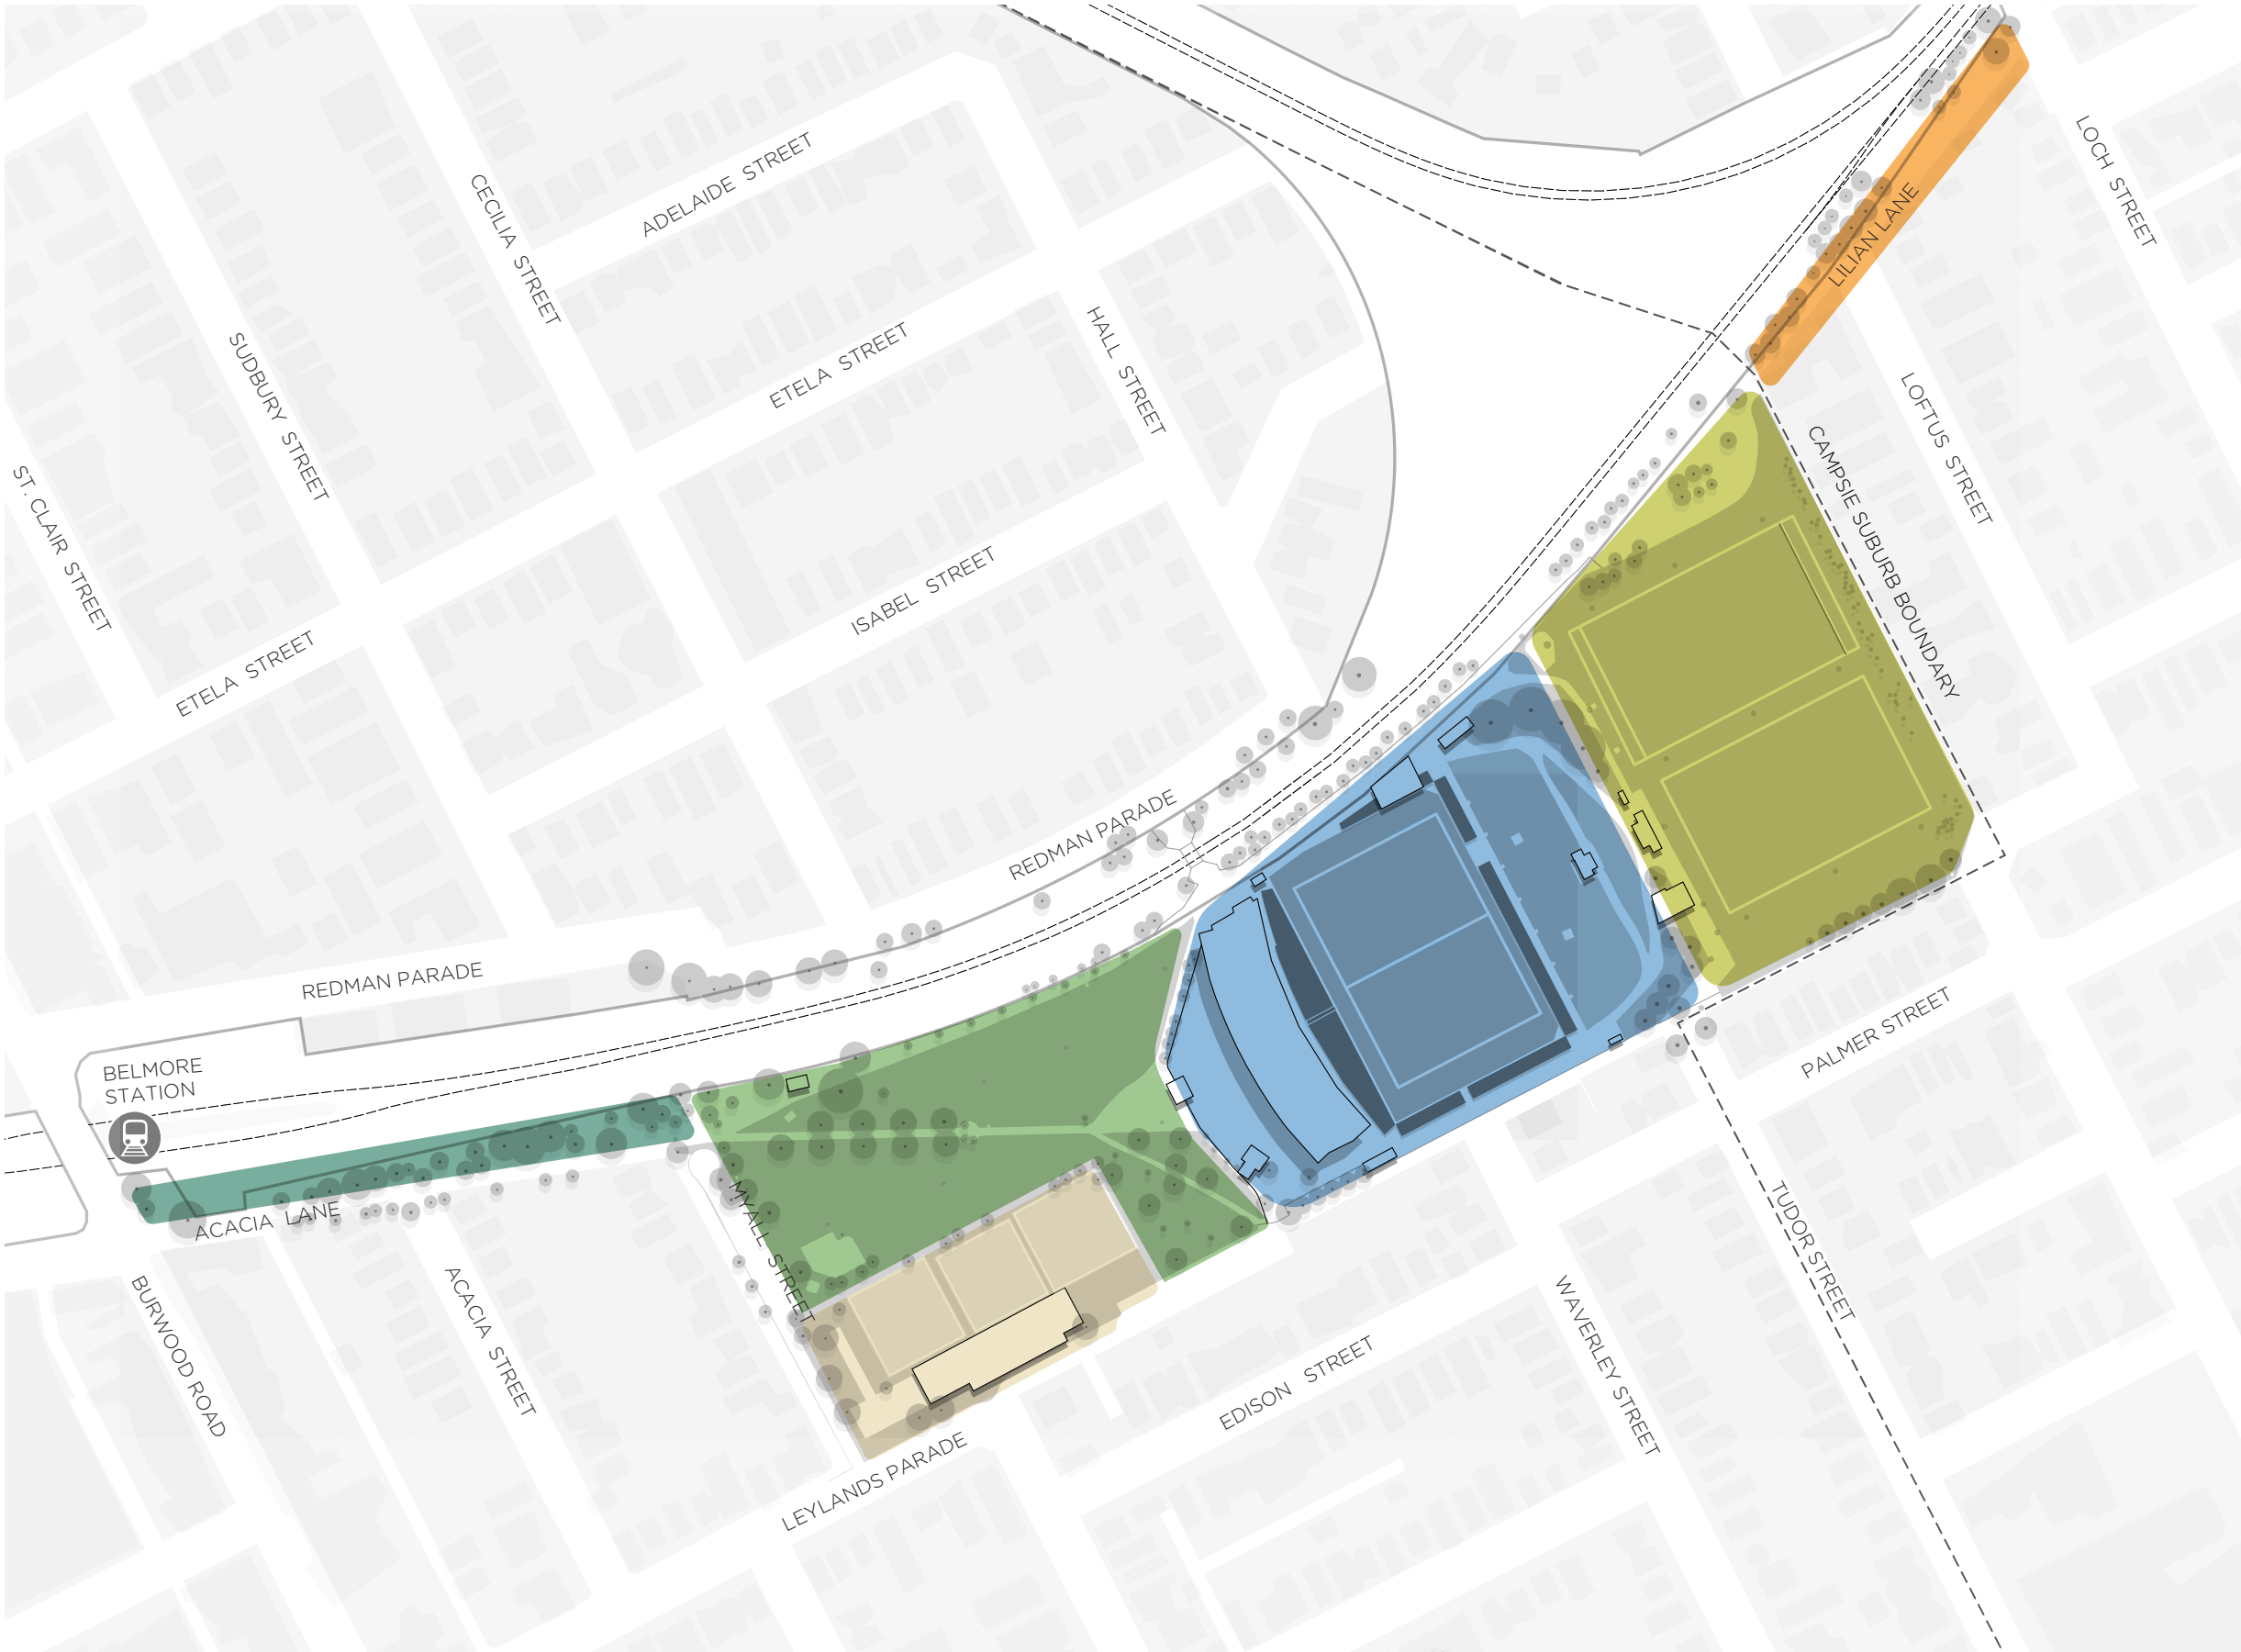 ADELAIDE STREET
CECILIA STREET
LOCH STREET
LILIAN LANE
SUDBURY STREET
ETELA STREET
HALL STREET
LOFTUS STREET
CAMPSIE SUBURB BOUNDARY
ST. CLAIR STREET
ISABEL STREET
ETELA STREET
REDMAN PARADE
REDMAN PARADE
BELMORE
STATION
PALMER STREET
ACACIA LANE
MYALL STREET
TUDOR STREET
BURWOOD ROAD
ACACIA STREET
WAVERLEY STREET
EDISON STREET
LEYLANDS PARADE